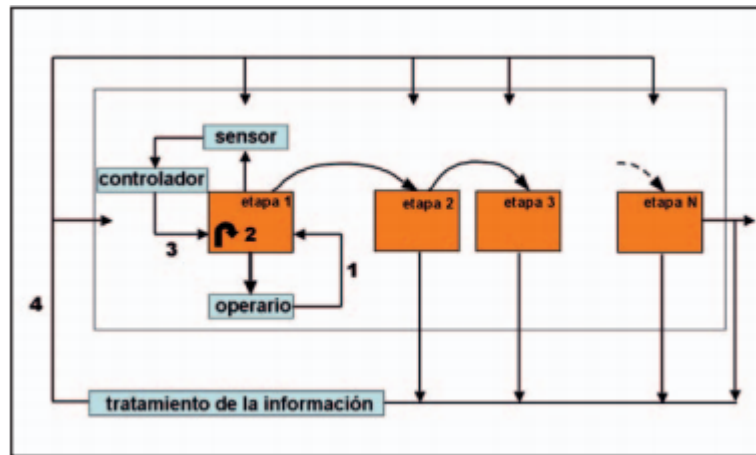 sensor
controlador
etapa 1
etapa 2
etapa 3
etapa N
2
3
1
operario
4
tratamiento de la información